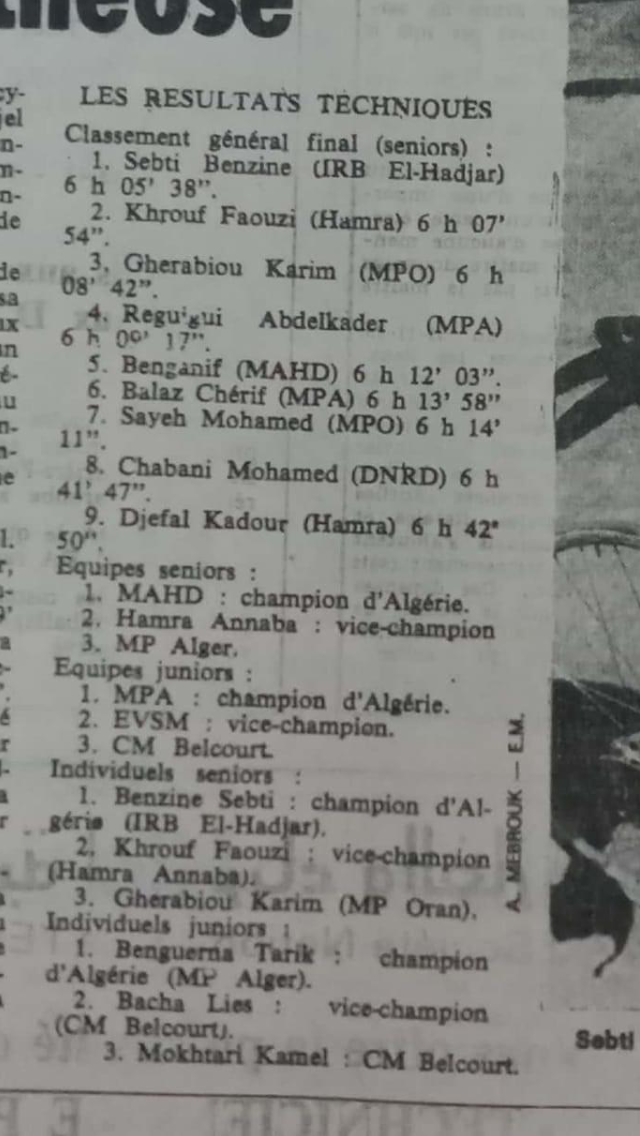 LES RESULTATS TECHNIQUES
Classement général final (seniors) :
1. Sebti Benzine (IRB El-Hadjar)
6 h 05' 38".
2. Khrouf Faouzi (Hamra) 6 h 07'
54".
3. Gherabiou Karim (MPO) 6 h
08' 42".
4. Reguigui Abdelkader (MPA)
6 h 09' 17".
5. Benganif (MAHD) 6 h 12' 03".
6. Balaz Chérif (MPA) 6 h 13' 58"
7. Sayeh Mohamed (MPO) 6 h 14'
11".
8. Chabani Mohamed (DNRD) 6 h
41' 47".
9. Djefal Kadour (Hamra) 6 h 42'
50".
Equipes seniors :
1. MAHD : champion d'Algérie.
2. Hamra Annaba : vice-champion
3. MP Alger.
Equipes juniors :
1. MPA : champion d'Algérie.
2. EVSM : vice-champion.
3. CM Belcourt.
Individuels seniors :
1. Benzine Sebti : champion d'Al-
gérie (IRB El-Hadjar).
2. Khrouf Faouzi : vice-champion
(Hamra Annaba).
3. Gherabiou Karim (MP Oran).
Individuels juniors :
1. Benguerna Tarik : champion
d'Algérie (MP Alger).
2. Bacha Lies : vice-champion
(CM Belcourt).
3. Mokhtari Kamel : CM Belcourt.
A. MEBROUK — E.M.
Sebti